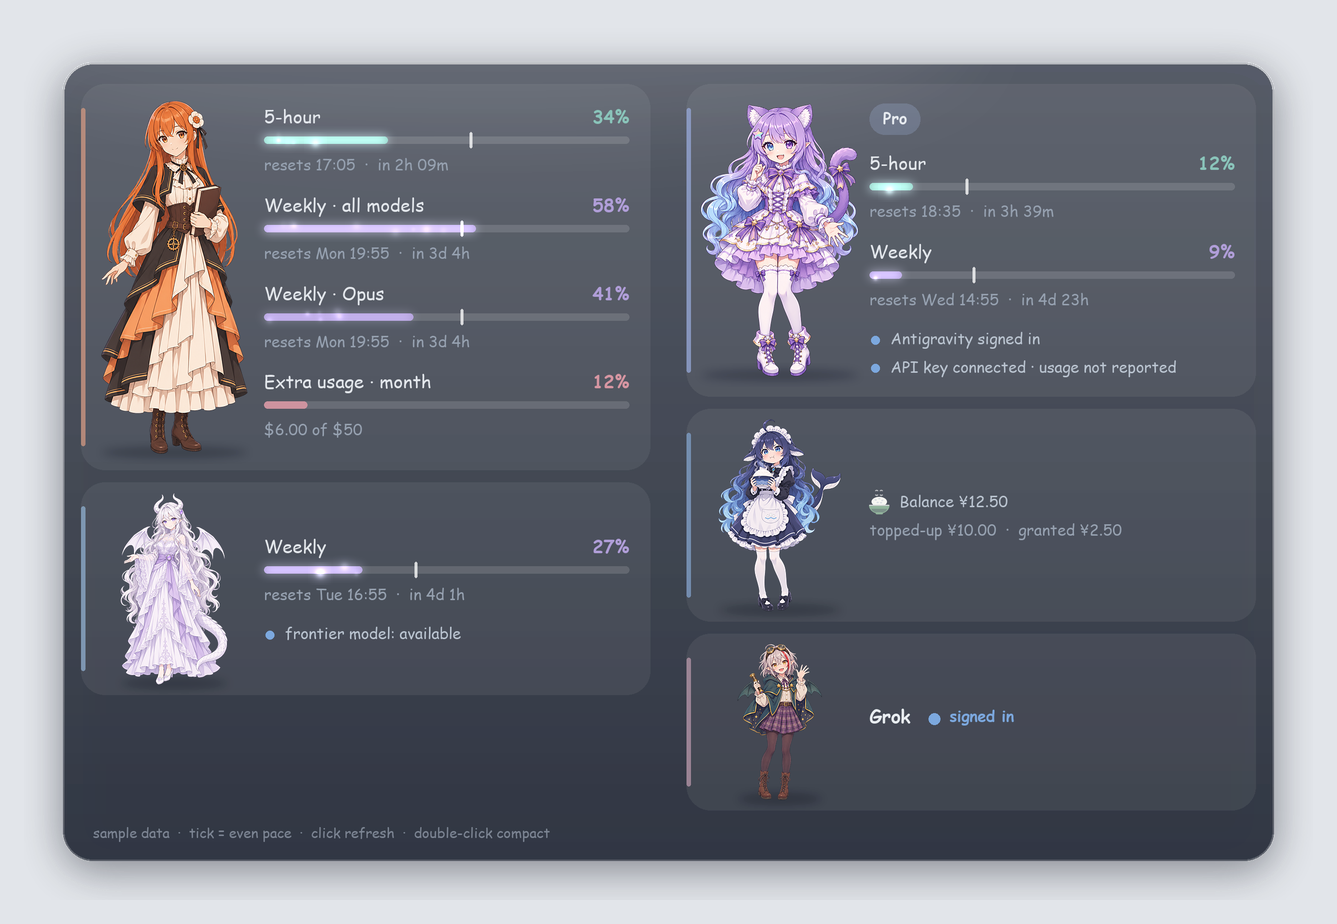 5-hour 34%
resets 17:05 · in 2h 09m
Weekly · all models 58%
resets Mon 19:55 · in 3d 4h
Weekly · Opus 41%
resets Mon 19:55 · in 3d 4h
Extra usage · month 12%
$6.00 of $50
Weekly 27%
resets Tue 16:55 · in 4d 1h
frontier model: available
Pro
5-hour 12%
resets 18:35 · in 3h 39m
Weekly 9%
resets Wed 14:55 · in 4d 23h
Antigravity signed in
API key connected · usage not reported
Balance ¥12.50
topped-up ¥10.00 · granted ¥2.50
Grok signed in
sample data · tick = even pace · click refresh · double-click compact